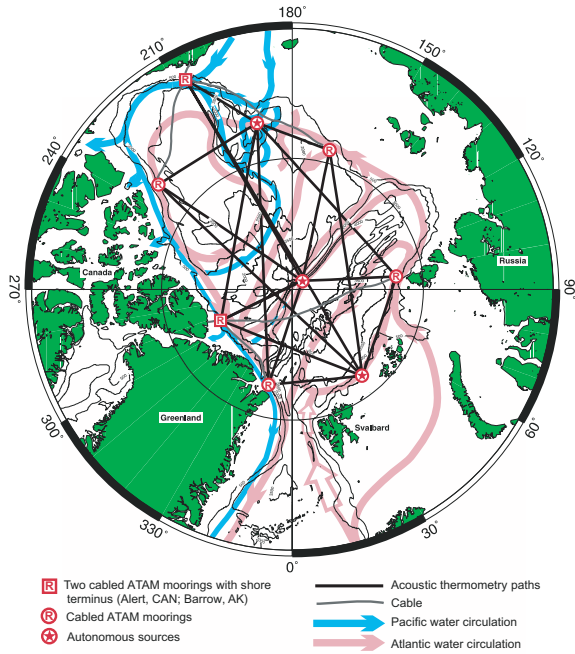 180°
210°
150°
240°
120°
Canada
Russia
270°
90°
Greenland
Svalbard
300°
60°
330°
30°
0°
R
R
R
R
R
R
Two cabled ATAM moorings with shore
terminus (Alert, CAN; Barrow, AK)
Cabled ATAM moorings
Autonomous sources
Acoustic thermometry paths
Cable
Pacific water circulation
Atlantic water circulation
R
R